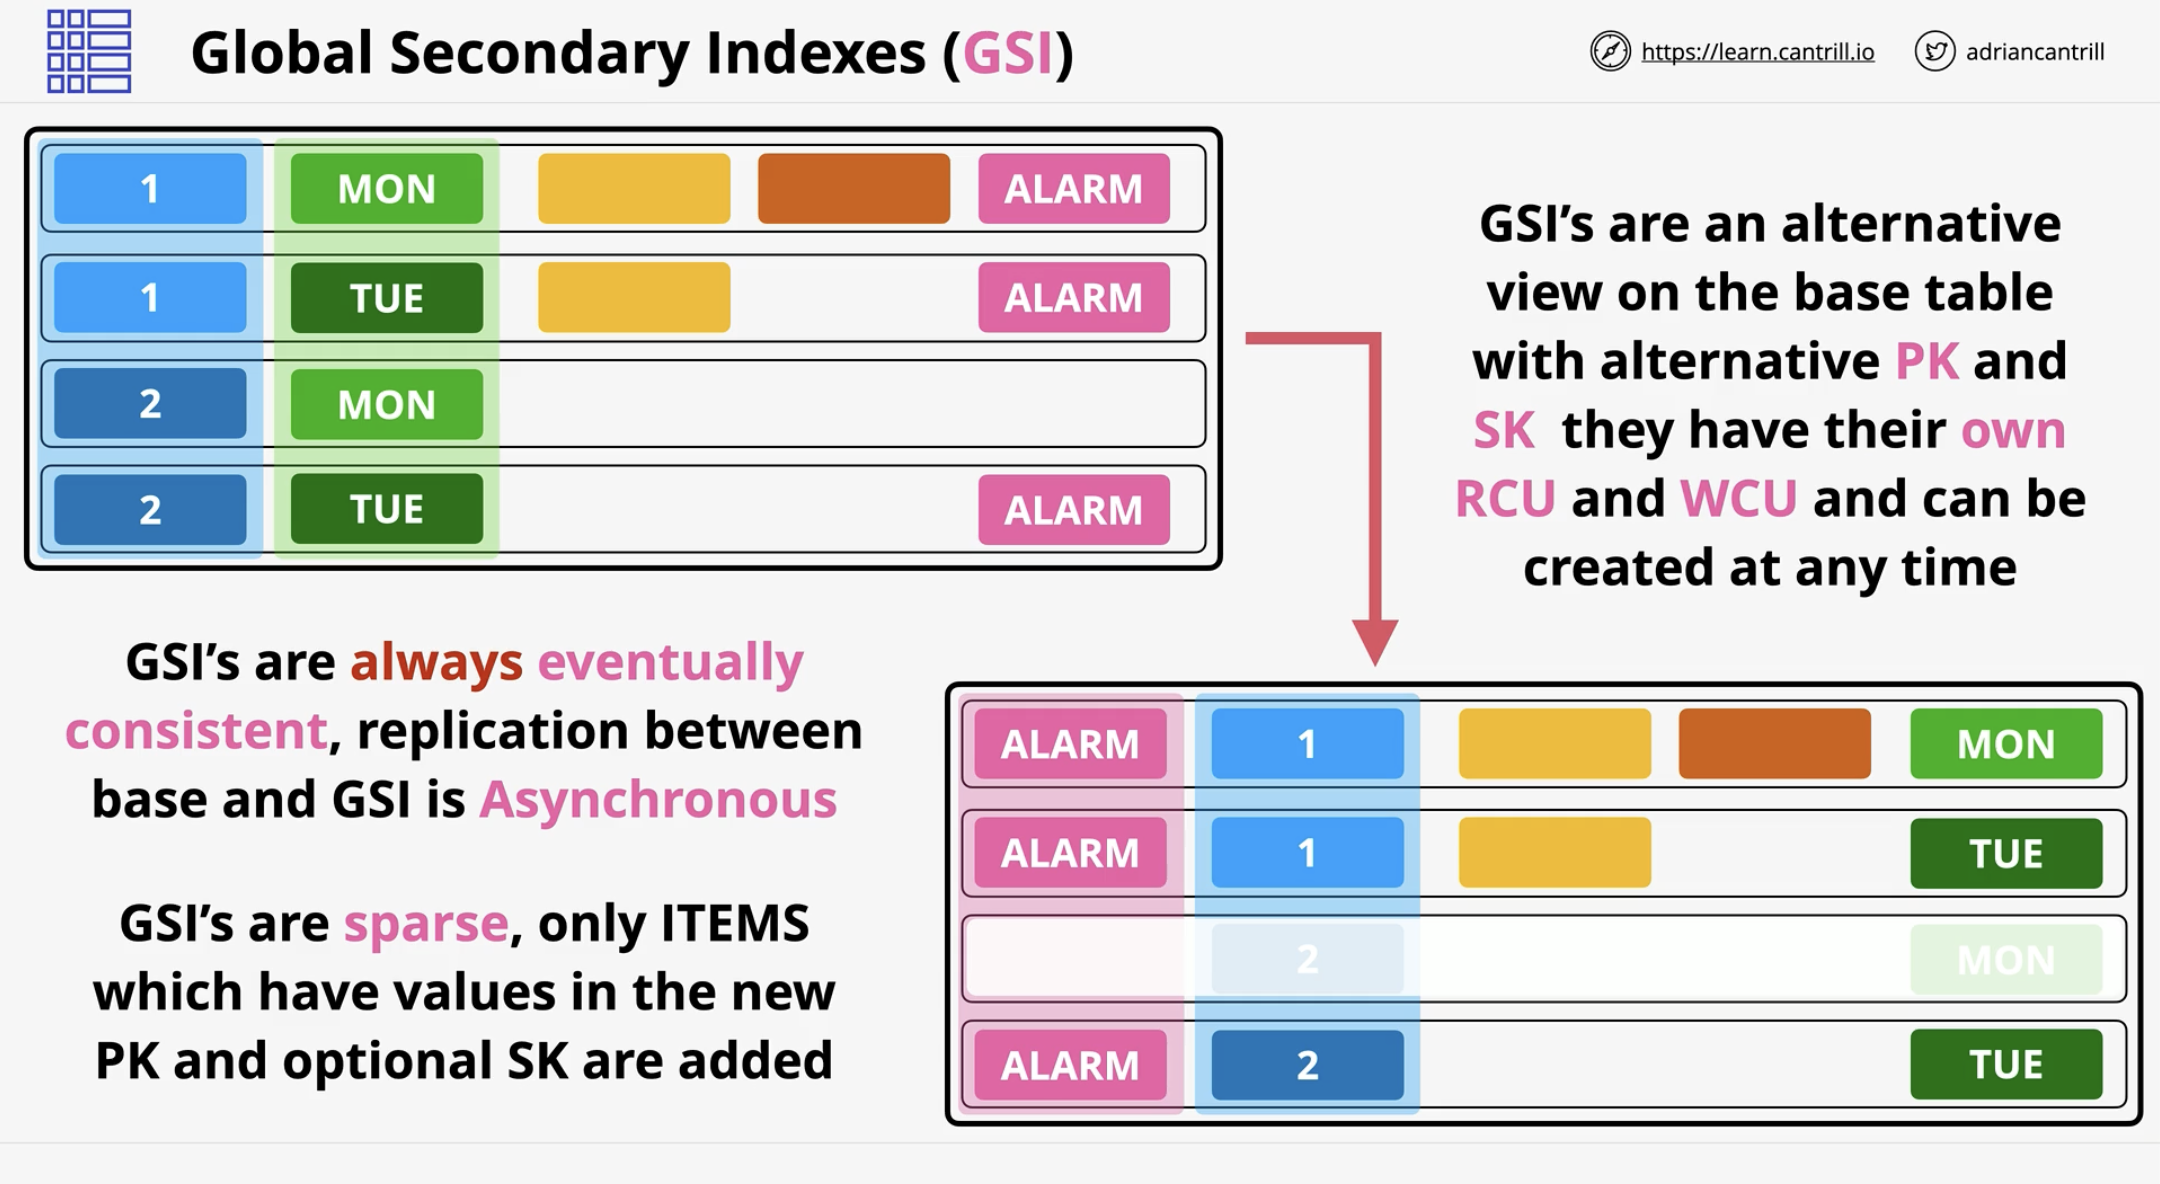 Global Secondary Indexes (GSI)
https://learn.cantrill.io
adriancantrill
1 MON ALARM
1 TUE ALARM
2 MON
2 TUE ALARM
GSI’s are an alternative
view on the base table
with alternative PK and
SK they have their own
RCU and WCU and can be
created at any time
GSI’s are always eventually
consistent, replication between
base and GSI is Asynchronous
GSI’s are sparse, only ITEMS
which have values in the new
PK and optional SK are added
ALARM 1 MON
ALARM 1 TUE
2 MON
ALARM 2 TUE